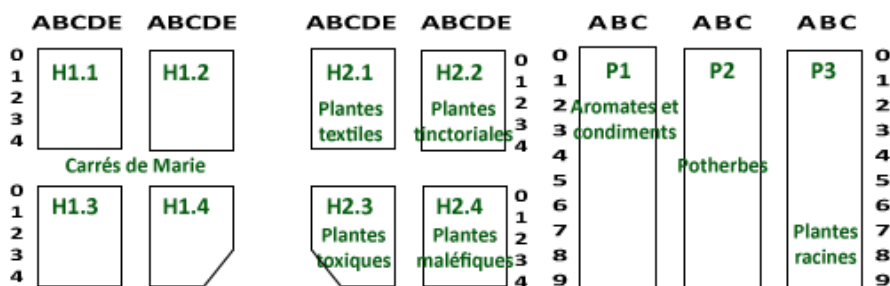 ABCDE ABCDE ABCDE ABCDE ABC ABC ABC
0 H1.1 H1.2 H2.1 H2.2 0 0 P1 P2 P3 0
1 1 1 1
2 Plantes Plantes 2 2 Aromates et 2
3 textiles tinctoriales 3 3 condiments 3
4 4 4 4
Carrés de Marie Potherbes
5 5
0 H1.3 H1.4 H2.3 H2.4 0 6 6
1 1
2 Plantes Plantes 2 7 Plantes 7
3 toxiques maléfiques 3 8 racines 8
4 4 9 9